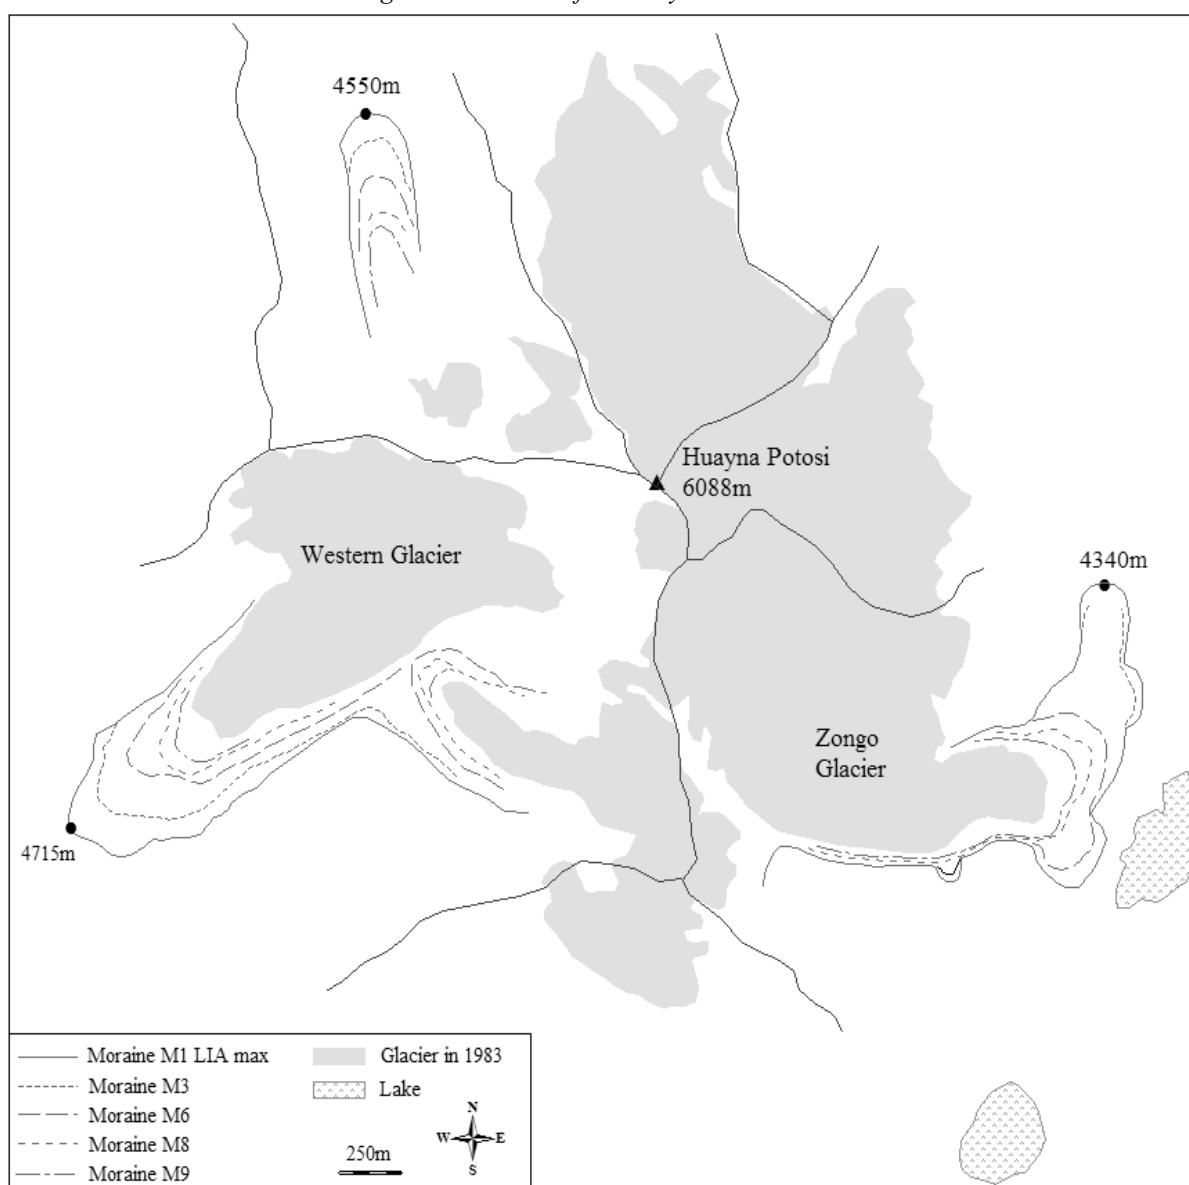 4550m
Huayna Potosi
6088m
Western Glacier
4340m
Zongo
Glacier
4715m
Moraine M1 LIA max
Moraine M3
Moraine M6
Moraine M8
Moraine M9
Glacier in 1983
Lake
N
W E
S
250m